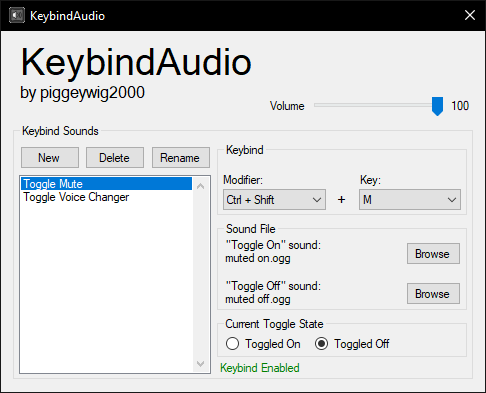 KeybindAudio
KeybindAudio
by piggeywig2000
Volume 100
Keybind Sounds
New Delete Rename
Toggle Mute
Toggle Voice Changer
Keybind
Modifier: Key:
Ctrl + Shift + M
Sound File
"Toggle On" sound:
muted on.ogg
Browse
"Toggle Off" sound:
muted off.ogg
Browse
Current Toggle State
Toggled On Toggled Off
Keybind Enabled